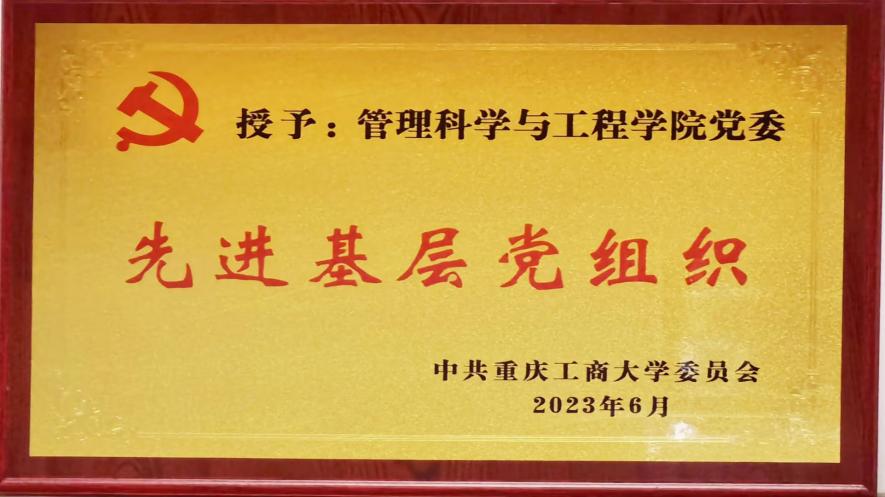 授予：管理科学与工程学院党委
先进基层党组织
中共重庆工商大学委员会
2023年6月